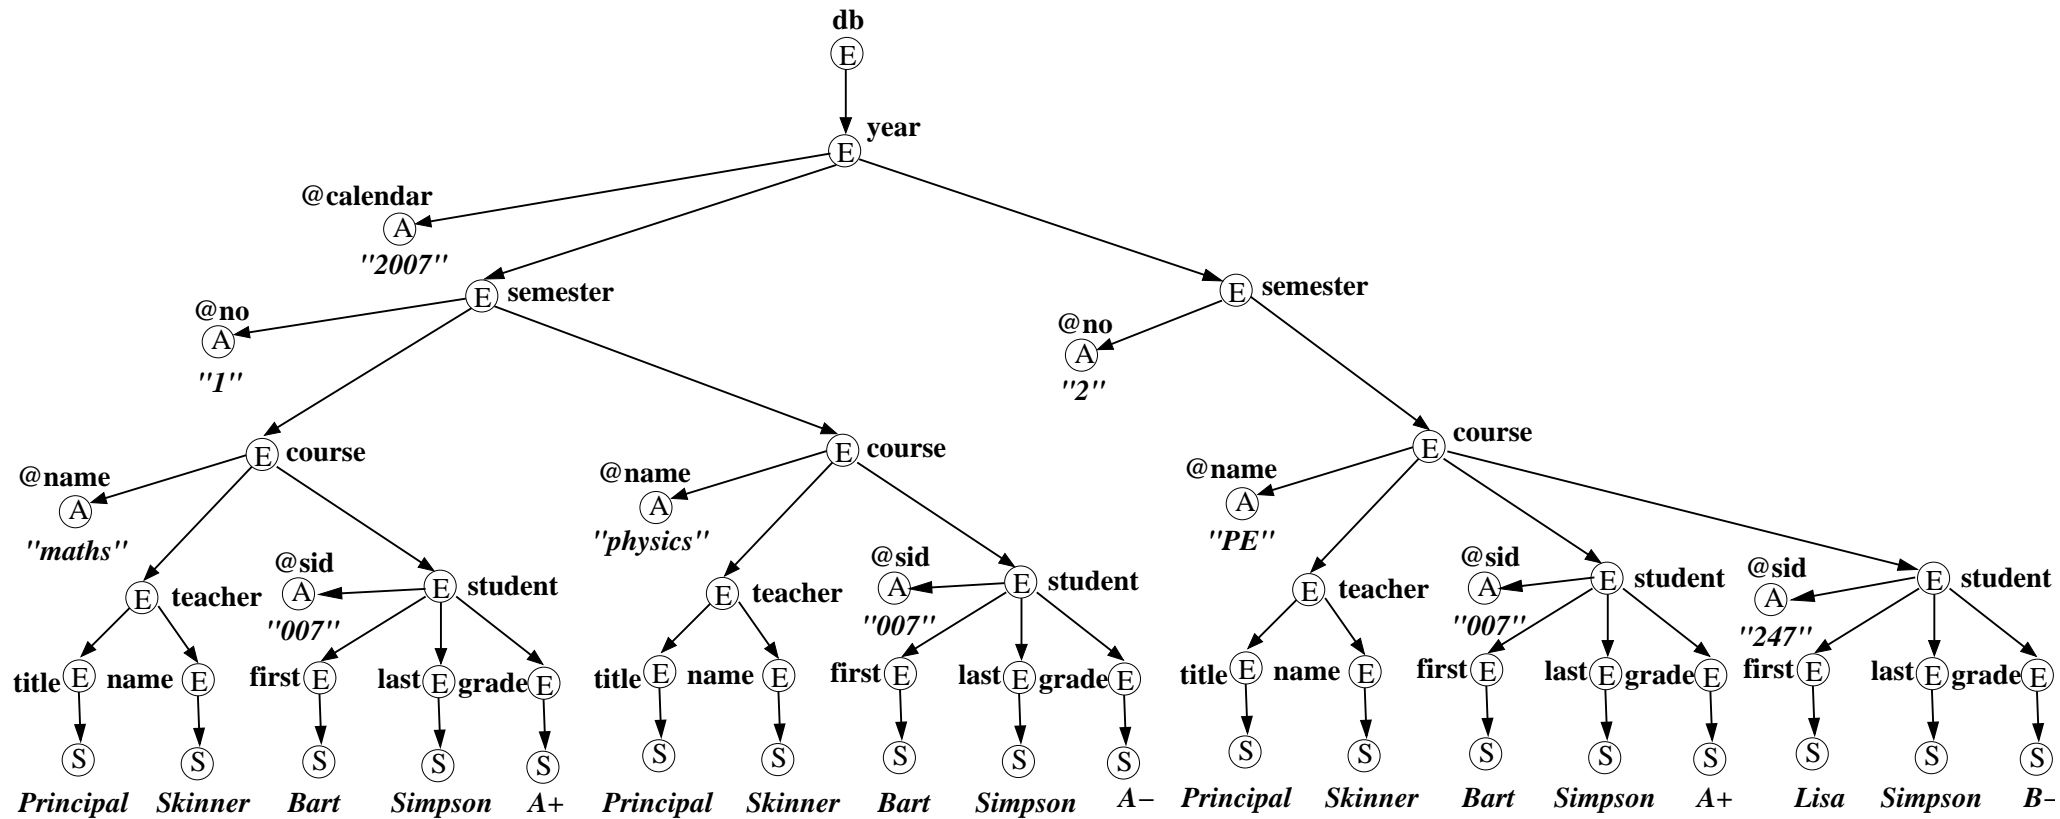 db
E
year
E
@calendar
A
"2007"
E semester
E semester
@no
A
"1"
@no
A
"2"
E course
E course
E course
@name
A
"maths"
@name
A
"physics"
@name
A
"PE"
E teacher
@sid
A
"007"
E student
E teacher
@sid
A
"007"
E student
E teacher
@sid
A
"007"
E student
@sid
A
"247"
E student
title E name E first E last E grade E title E name E first E last E grade E title E name E first E last E grade E first E last E grade E
S S S S S S S S S S S S S S S S S S
Principal Skinner Bart Simpson A+ Principal Skinner Bart Simpson A− Principal Skinner Bart Simpson A+ Lisa Simpson B−